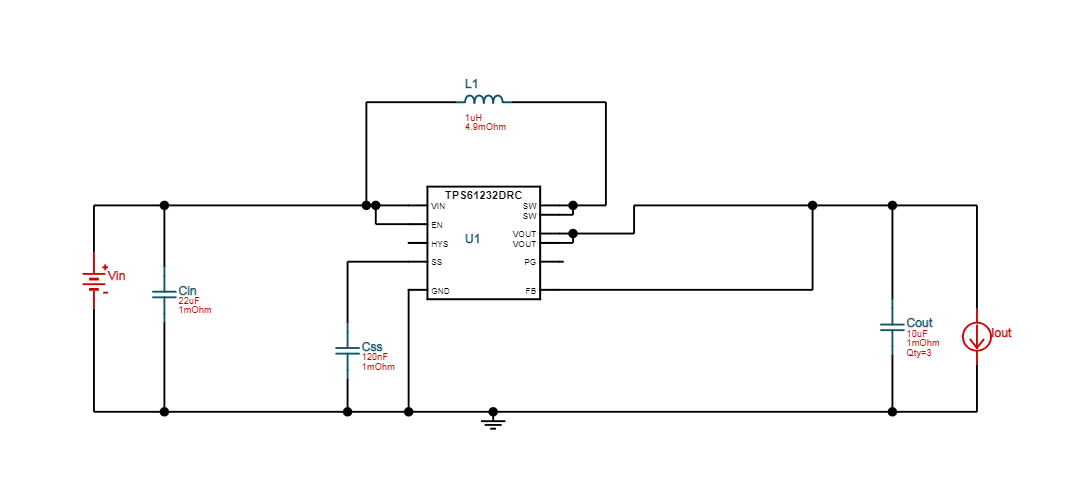 L1
1uH
4.9mOhm
TPS61232DRC
VIN
SW
SW
EN
VOUT
U1
HYS
VOUT
SS
PG
GND
FB
+
Vin
-
Cin
22uF
1mOhm
Css
120nF
1mOhm
Cout
10uF
1mOhm
Qty=3
Iout